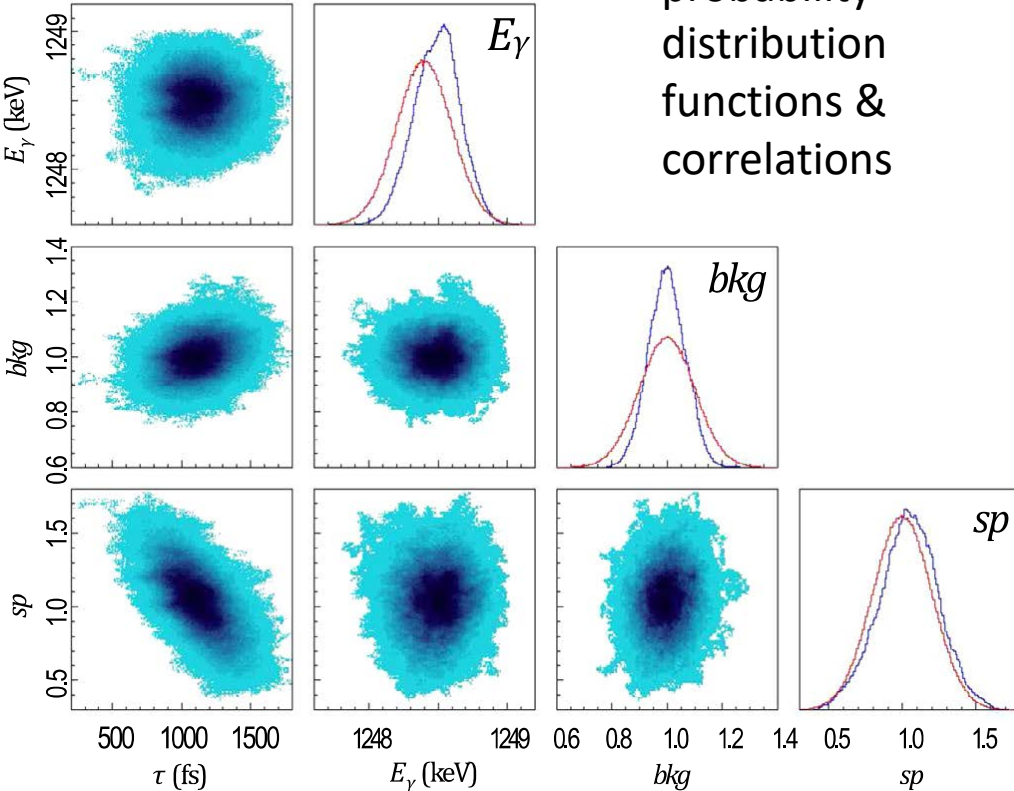 probability
distribution
functions &
correlations
1249
1248
Eγ (keV)
Eγ
1.4
1.2
1.0
0.8
0.6
bkg
bkg
1.5
1.0
0.5
sp
sp
500 1000 1500
τ (fs)
1248 1249
Eγ (keV)
0.6 0.8 1.0 1.2 1.4
bkg
0.5 1.0 1.5
sp